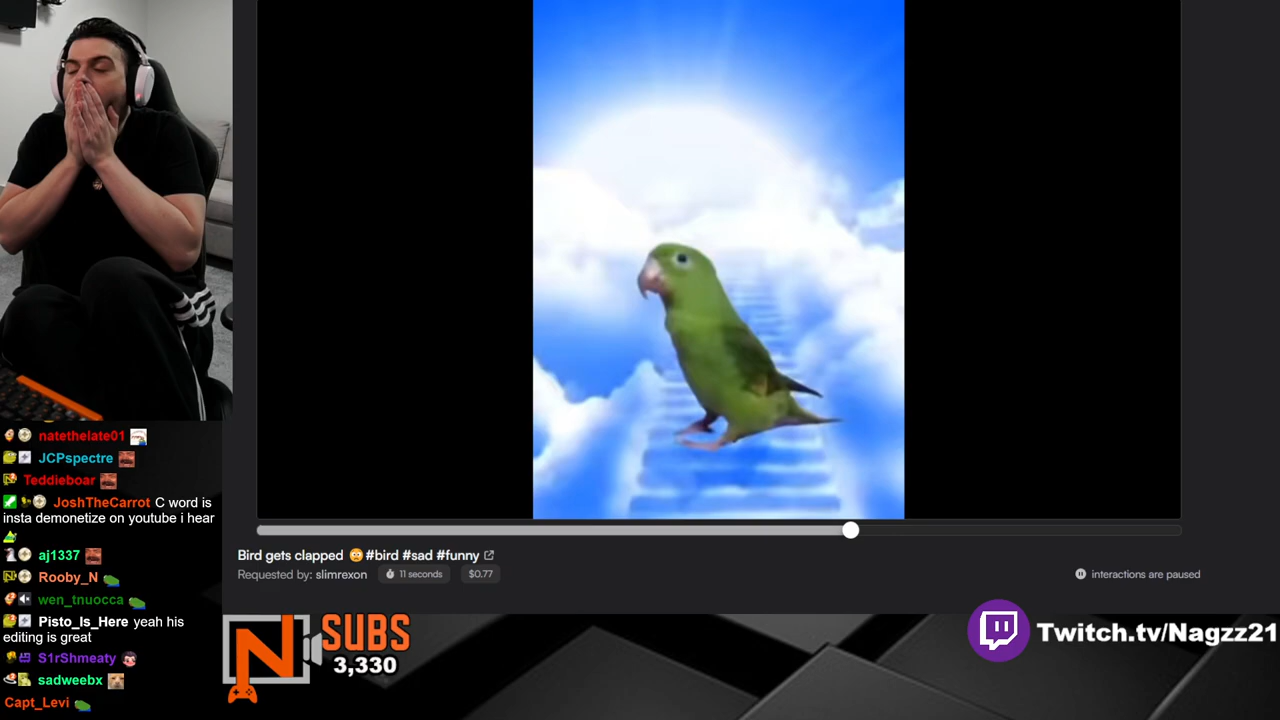 natethelate01
JCPspectre
Teddieboar
JoshTheCarrot C word is
insta demonetize on youtube i hear
aj1337
Rooby_N
wen_tnuocca
Pisto_Is_Here yeah his
editing is great
S1rShmeaty
sadweebx
Capt_Levi
Bird gets clapped #bird #sad #funny
Requested by: slimrexon 11 seconds $0.77
interactions are paused
N SUBS
3,330
Twitch.tv/Nagzz21